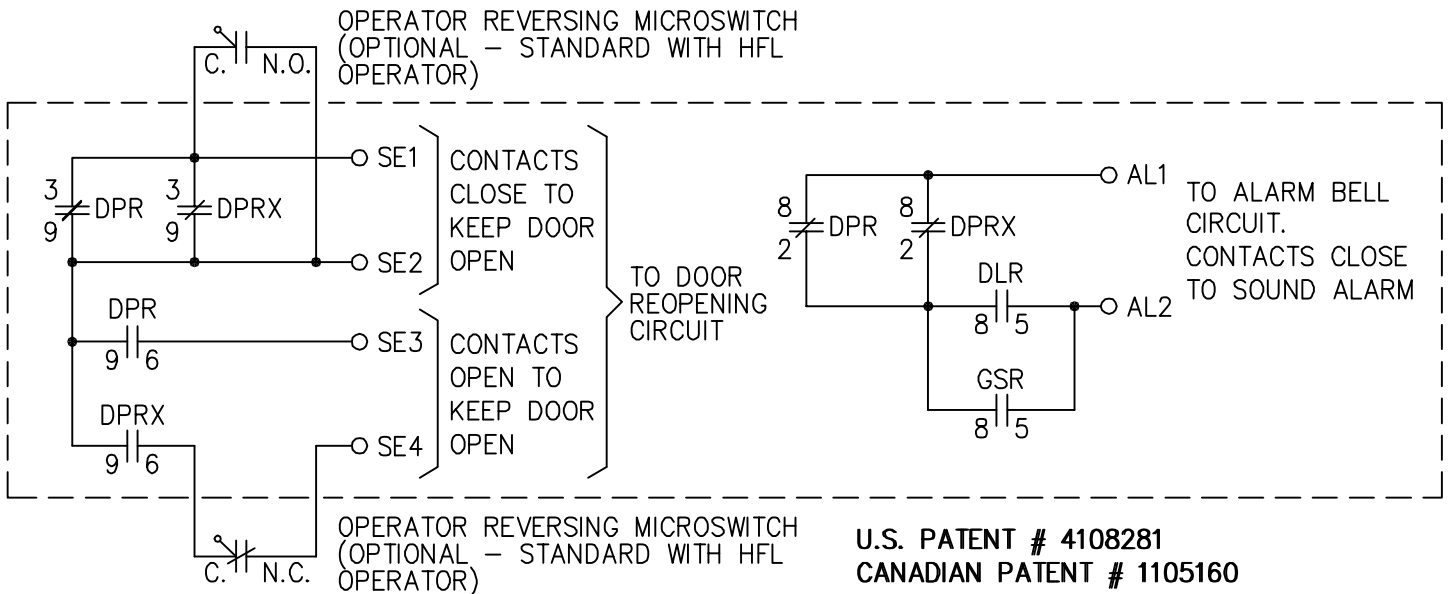 OPERATOR REVERSING MICROSWITCH
(OPTIONAL – STANDARD WITH HFL
OPERATOR)
C. N.O.
SE1
CONTACTS
CLOSE TO
KEEP DOOR
OPEN
3
9
DPR
3
9
DPRX
SE2
DPR
9 6
SE3
CONTACTS
OPEN TO
KEEP DOOR
OPEN
DPRX
9 6
SE4
TO DOOR
REOPENING
CIRCUIT
8
2
DPR
8
2
DPRX
AL1
TO ALARM BELL
CIRCUIT.
CONTACTS CLOSE
TO SOUND ALARM
DLR
8 5
AL2
GSR
8 5
C. N.C.
OPERATOR REVERSING MICROSWITCH
(OPTIONAL – STANDARD WITH HFL
OPERATOR)
U.S. PATENT # 4108281
CANADIAN PATENT # 1105160